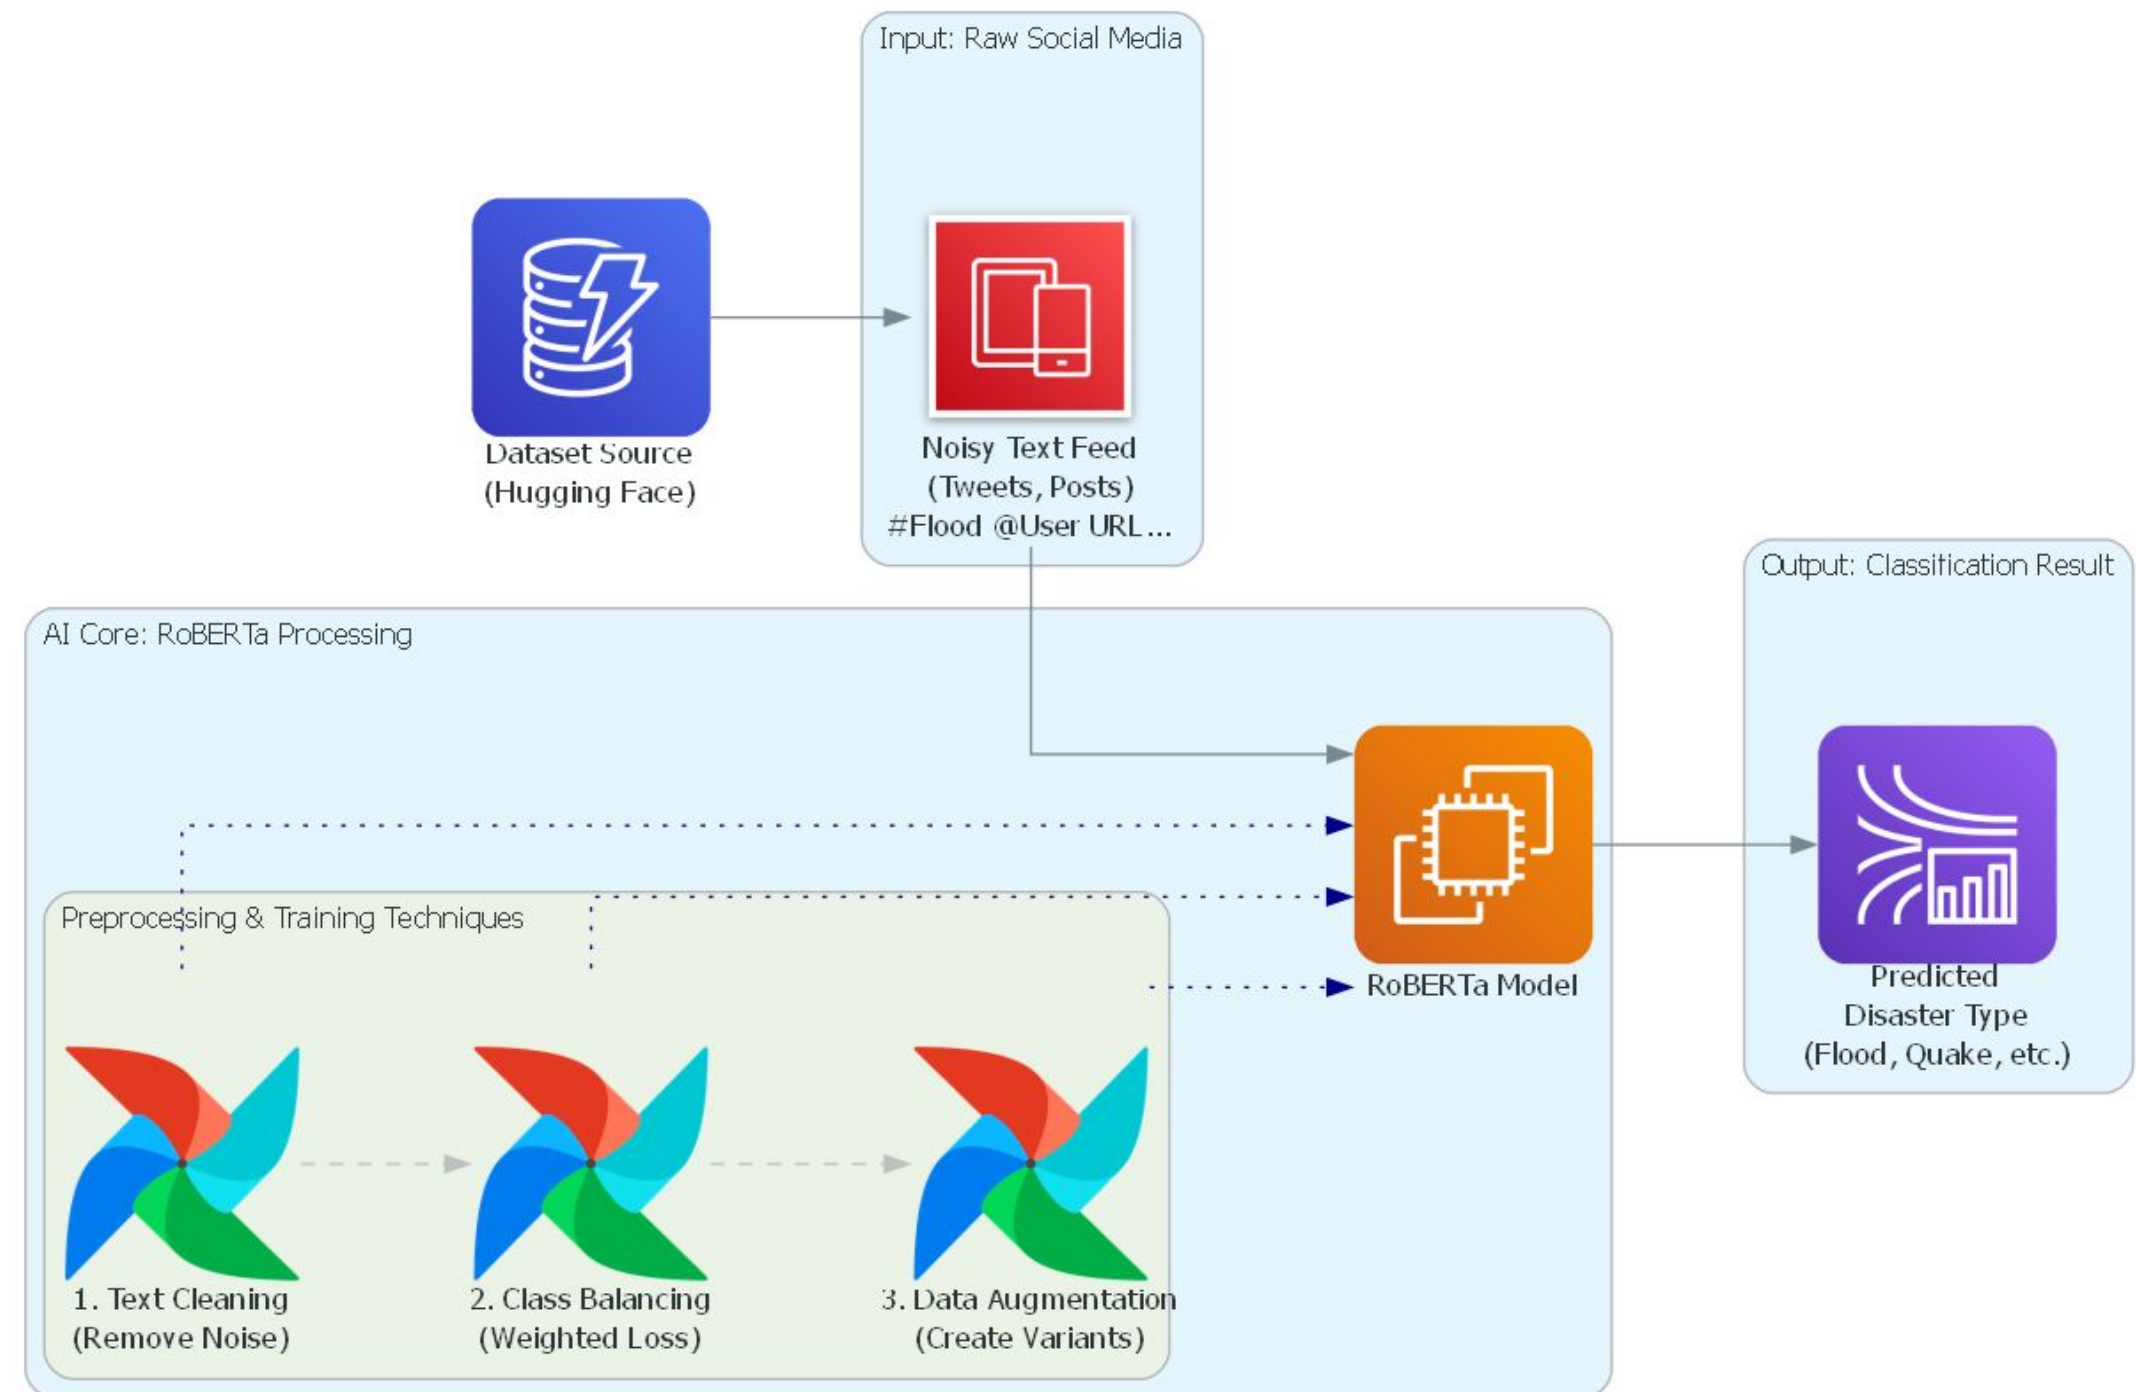 Input: Raw Social Media
Dataset Source
(Hugging Face)
Noisy Text Feed
(Tweets, Posts)
#Flood @User URL...
AI Core: RoBERTa Processing
Preprocessing & Training Techniques
1. Text Cleaning
(Remove Noise)
2. Class Balancing
(Weighted Loss)
3. Data Augmentation
(Create Variants)
RoBERTa Model
Output: Classification Result
Predicted
Disaster Type
(Flood, Quake, etc.)